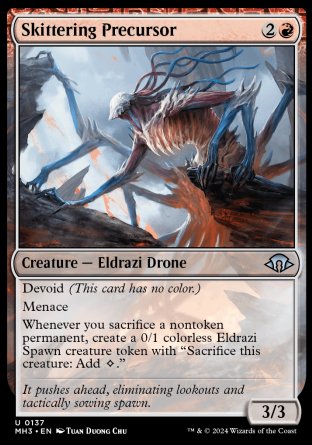 Skittering Precursor 2
Creature — Eldrazi Drone
Devoid (This card has no color.)
Menace
Whenever you sacrifice a nontoken
permanent, create a 0/1 colorless Eldrazi
Spawn creature token with “Sacrifice this
creature: Add .”
It pushes ahead, eliminating lookouts and
tactically sowing spawn.
3/3
U 0137
MH3 • EN Tuan Duong Chu
™ & © 2024 Wizards of the Coast